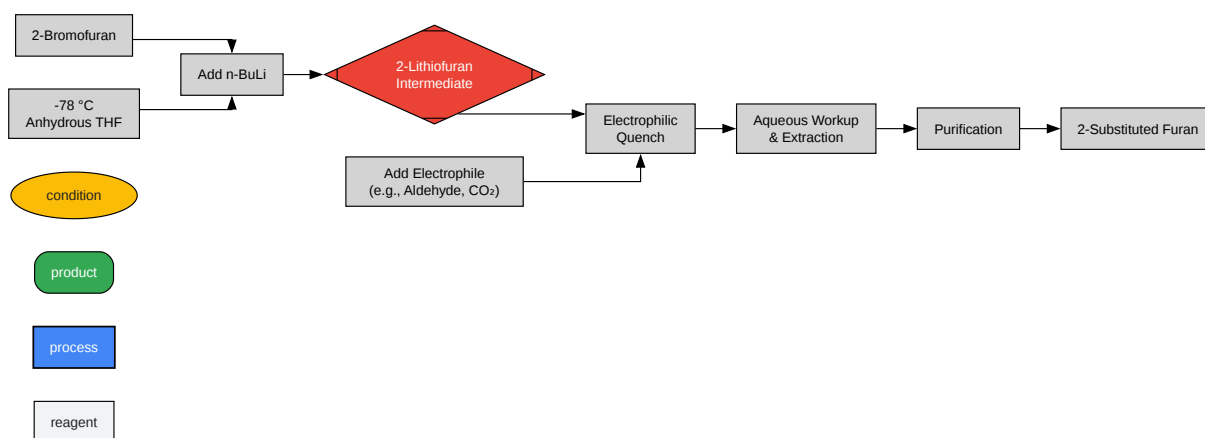 2-Bromofuran
-78 °C
Anhydrous THF
Add n-BuLi
2-Lithiofuran
Intermediate
Add Electrophile
(e.g., Aldehyde, CO₂)
Electrophilic
Quench
Aqueous Workup
& Extraction
Purification
2-Substituted Furan
condition
product
process
reagent